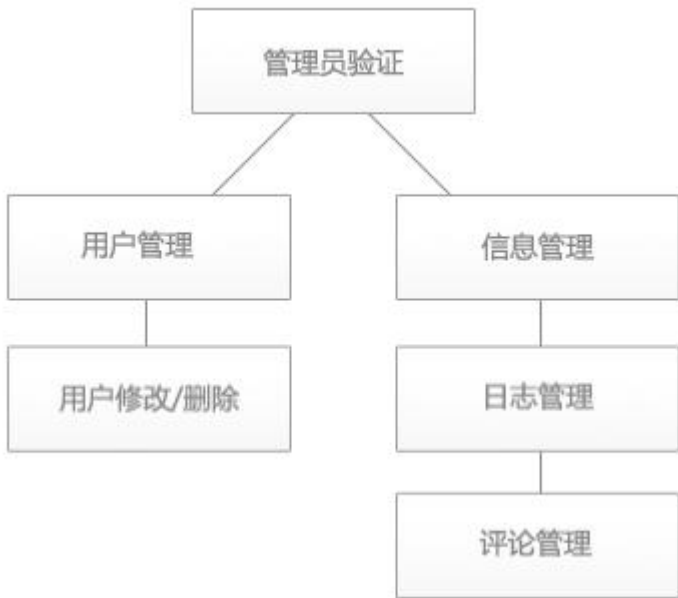 管理员验证
用户管理
信息管理
用户修改/删除
日志管理
评论管理